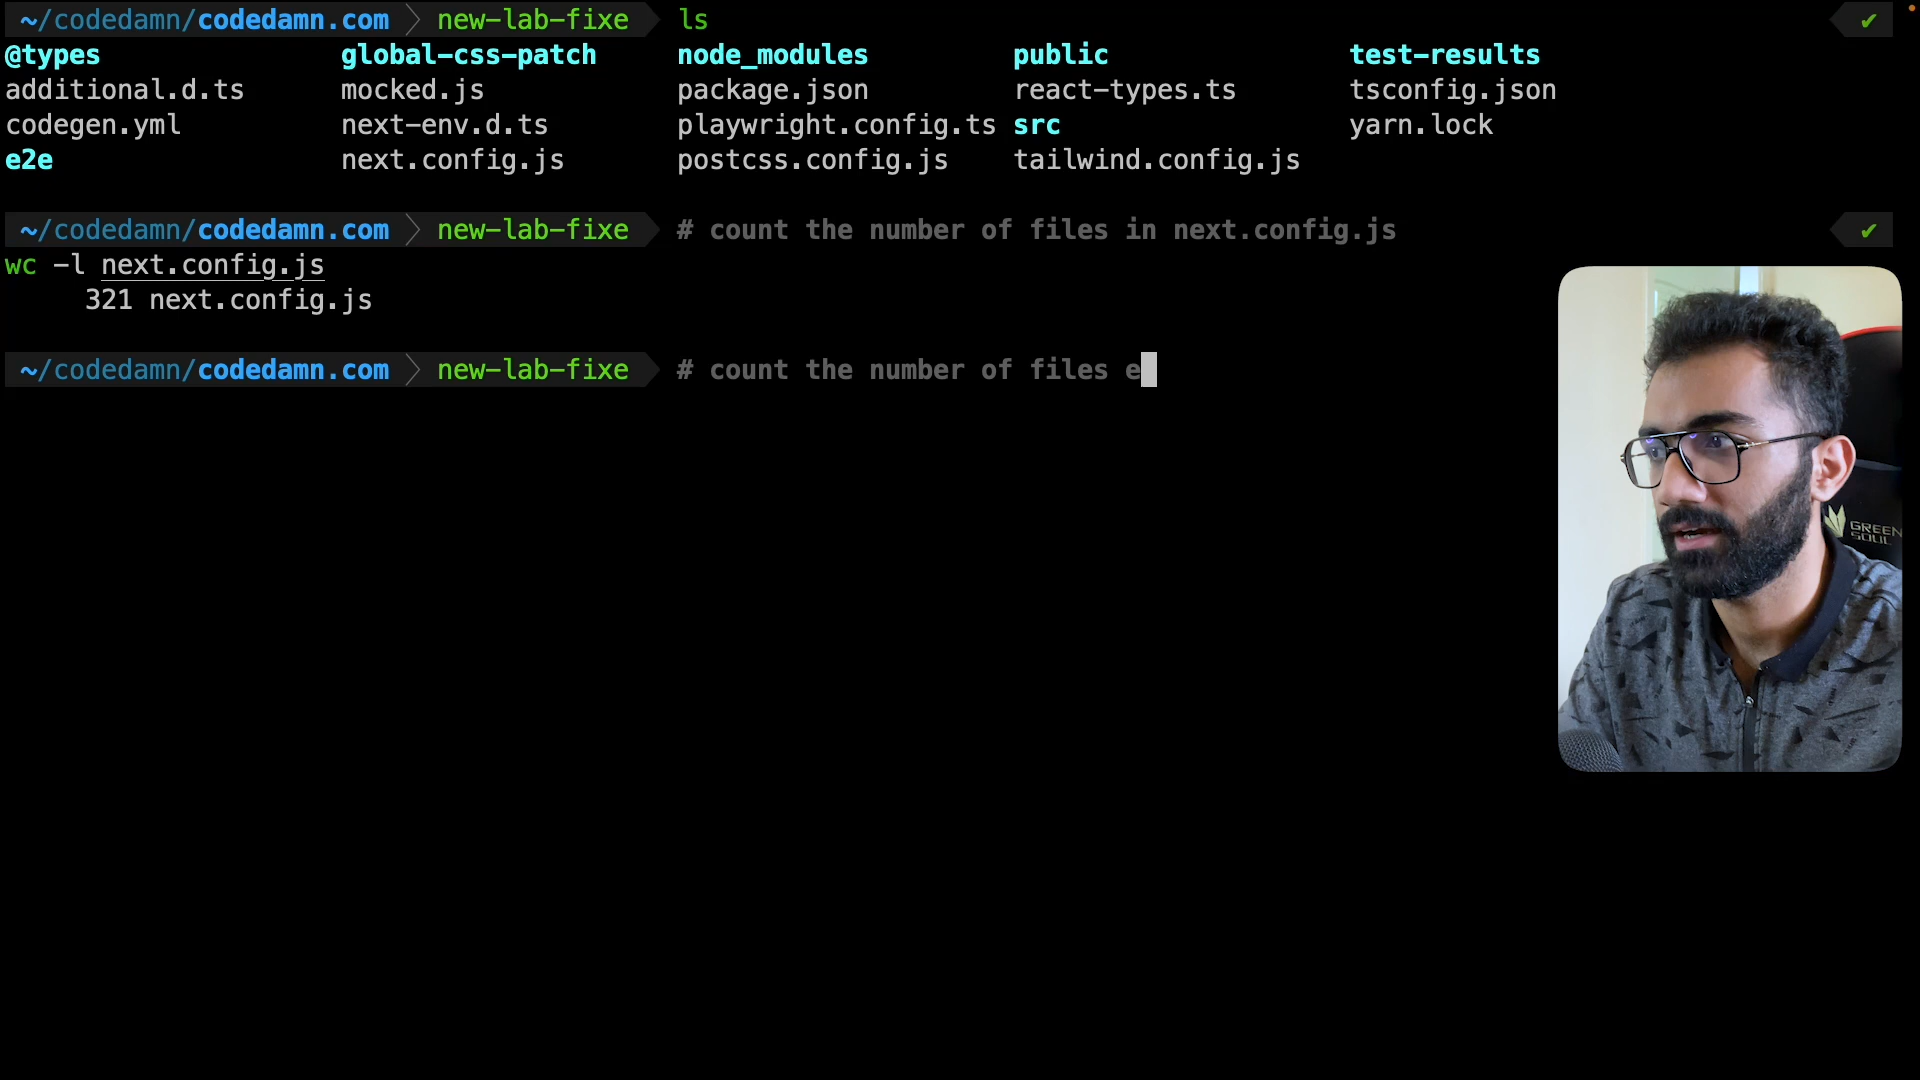 ~/codedamn/codedamn.com new-lab-fixe ls ✔
@types global-css-patch node_modules public test-results
additional.d.ts mocked.js package.json react-types.ts tsconfig.json
codegen.yml next-env.d.ts playwright.config.ts src yarn.lock
e2e next.config.js postcss.config.js tailwind.config.js
~/codedamn/codedamn.com new-lab-fixe # count the number of files in next.config.js ✔
wc -l next.config.js
321 next.config.js
~/codedamn/codedamn.com new-lab-fixe # count the number of files e
GREEN
SOUL